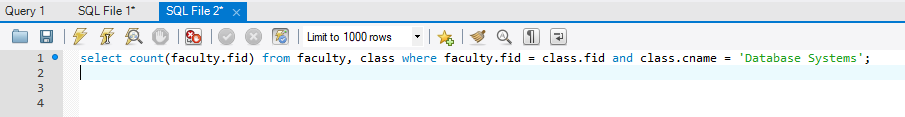 Query 1 SQL File 1* SQL File 2* ×
Limit to 1000 rows
1 select count(faculty.fid) from faculty, class where faculty.fid = class.fid and class.cname = 'Database Systems';
2
3
4